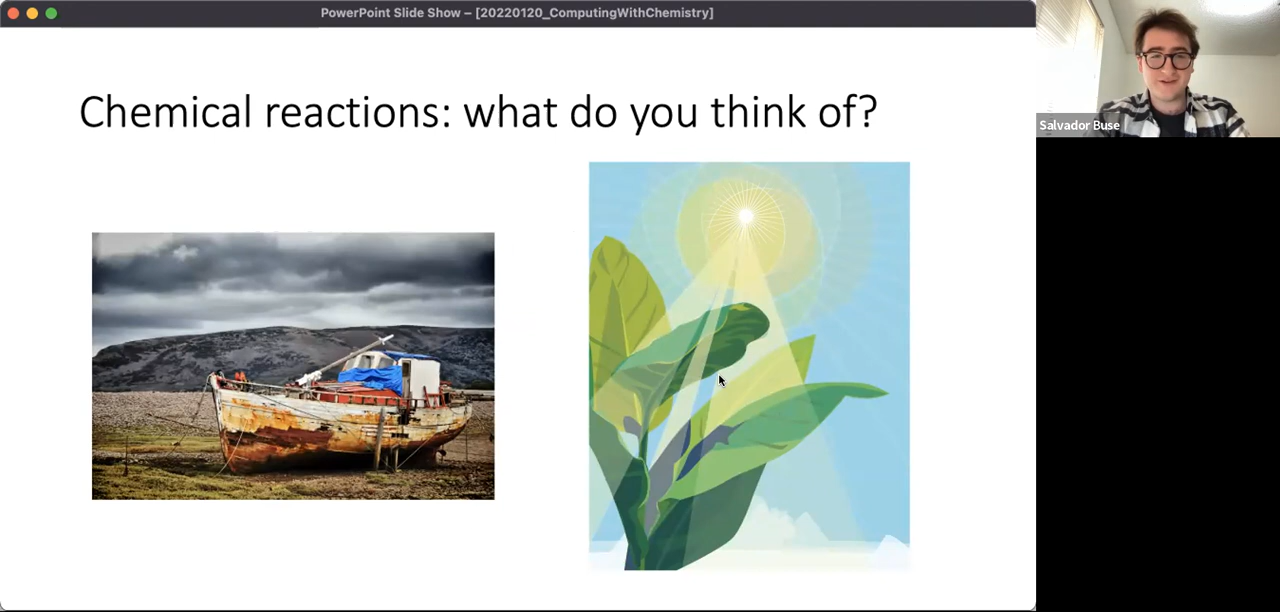 PowerPoint Slide Show – [20220120_ComputingWithChemistry]
Chemical reactions: what do you think of?
Salvador Buse